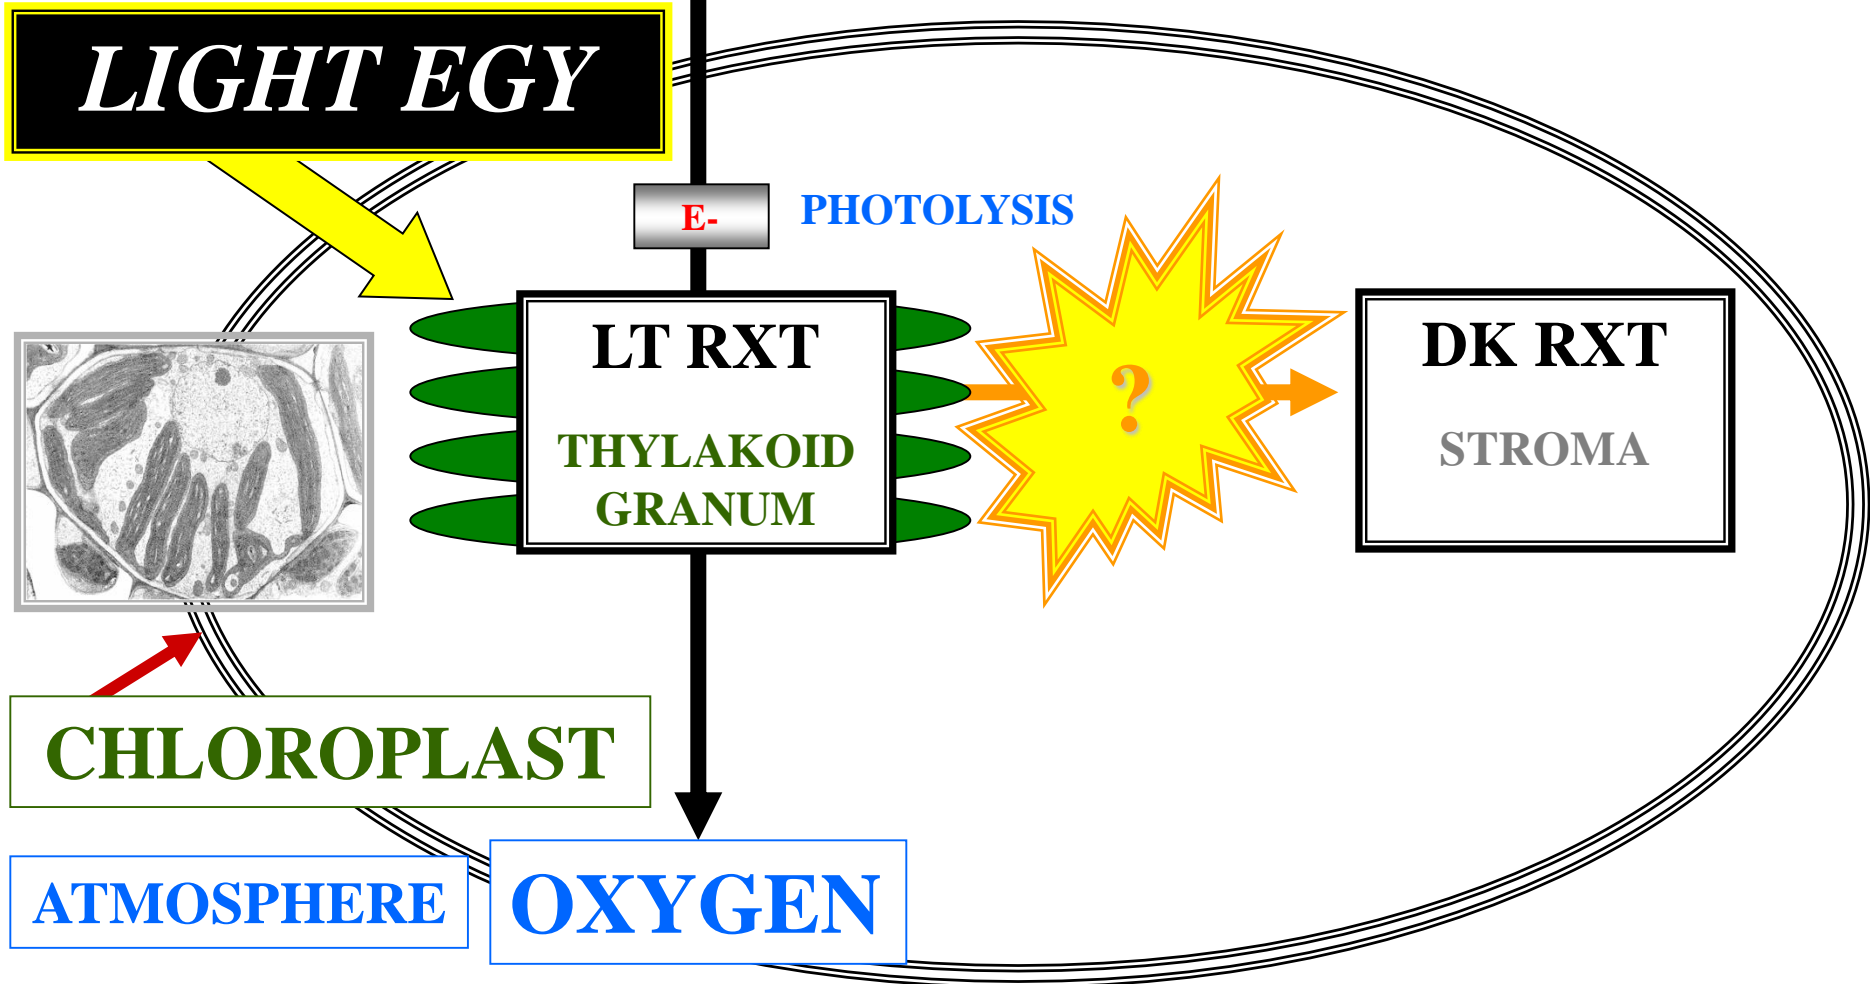 LIGHT EGY
E-
PHOTOLYSIS
LT RXT
THYLAKOID
GRANUM
?
DK RXT
STROMA
CHLOROPLAST
ATMOSPHERE
OXYGEN